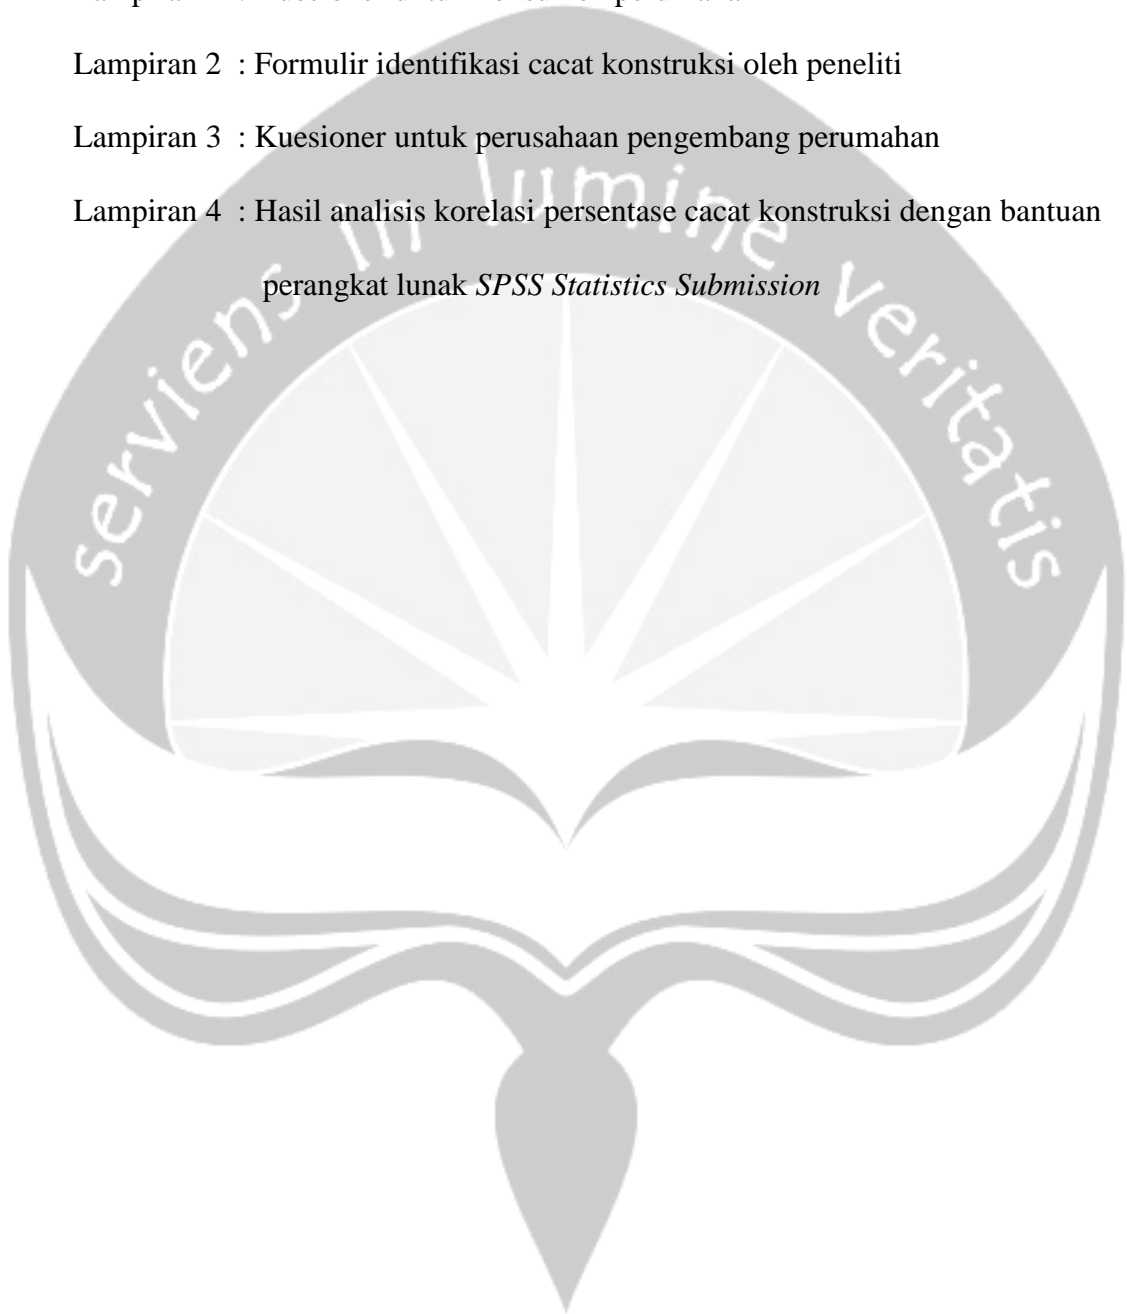 Lampiran 2 : Formulir identifikasi cacat konstruksi oleh peneliti
Lampiran 3 : Kuesioner untuk perusahaan pengembang perumahan
Lampiran 4 : Hasil analisis korelasi persentase cacat konstruksi dengan bantuan
perangkat lunak SPSS Statistics Submission
serviens in lumine veritatis